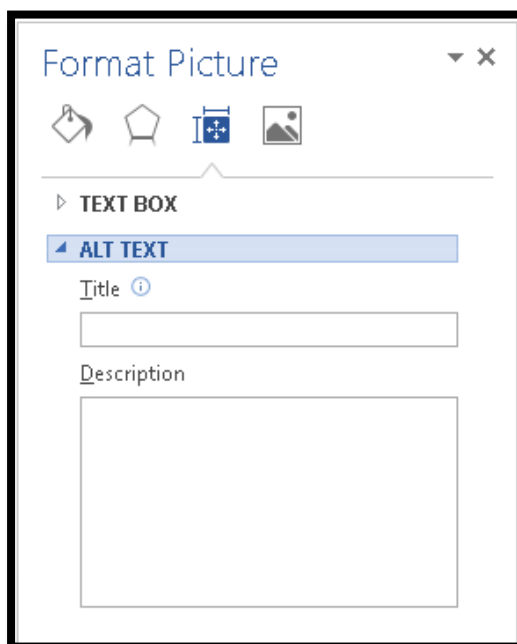 Format Picture
TEXT BOX
ALT TEXT
Title
Description